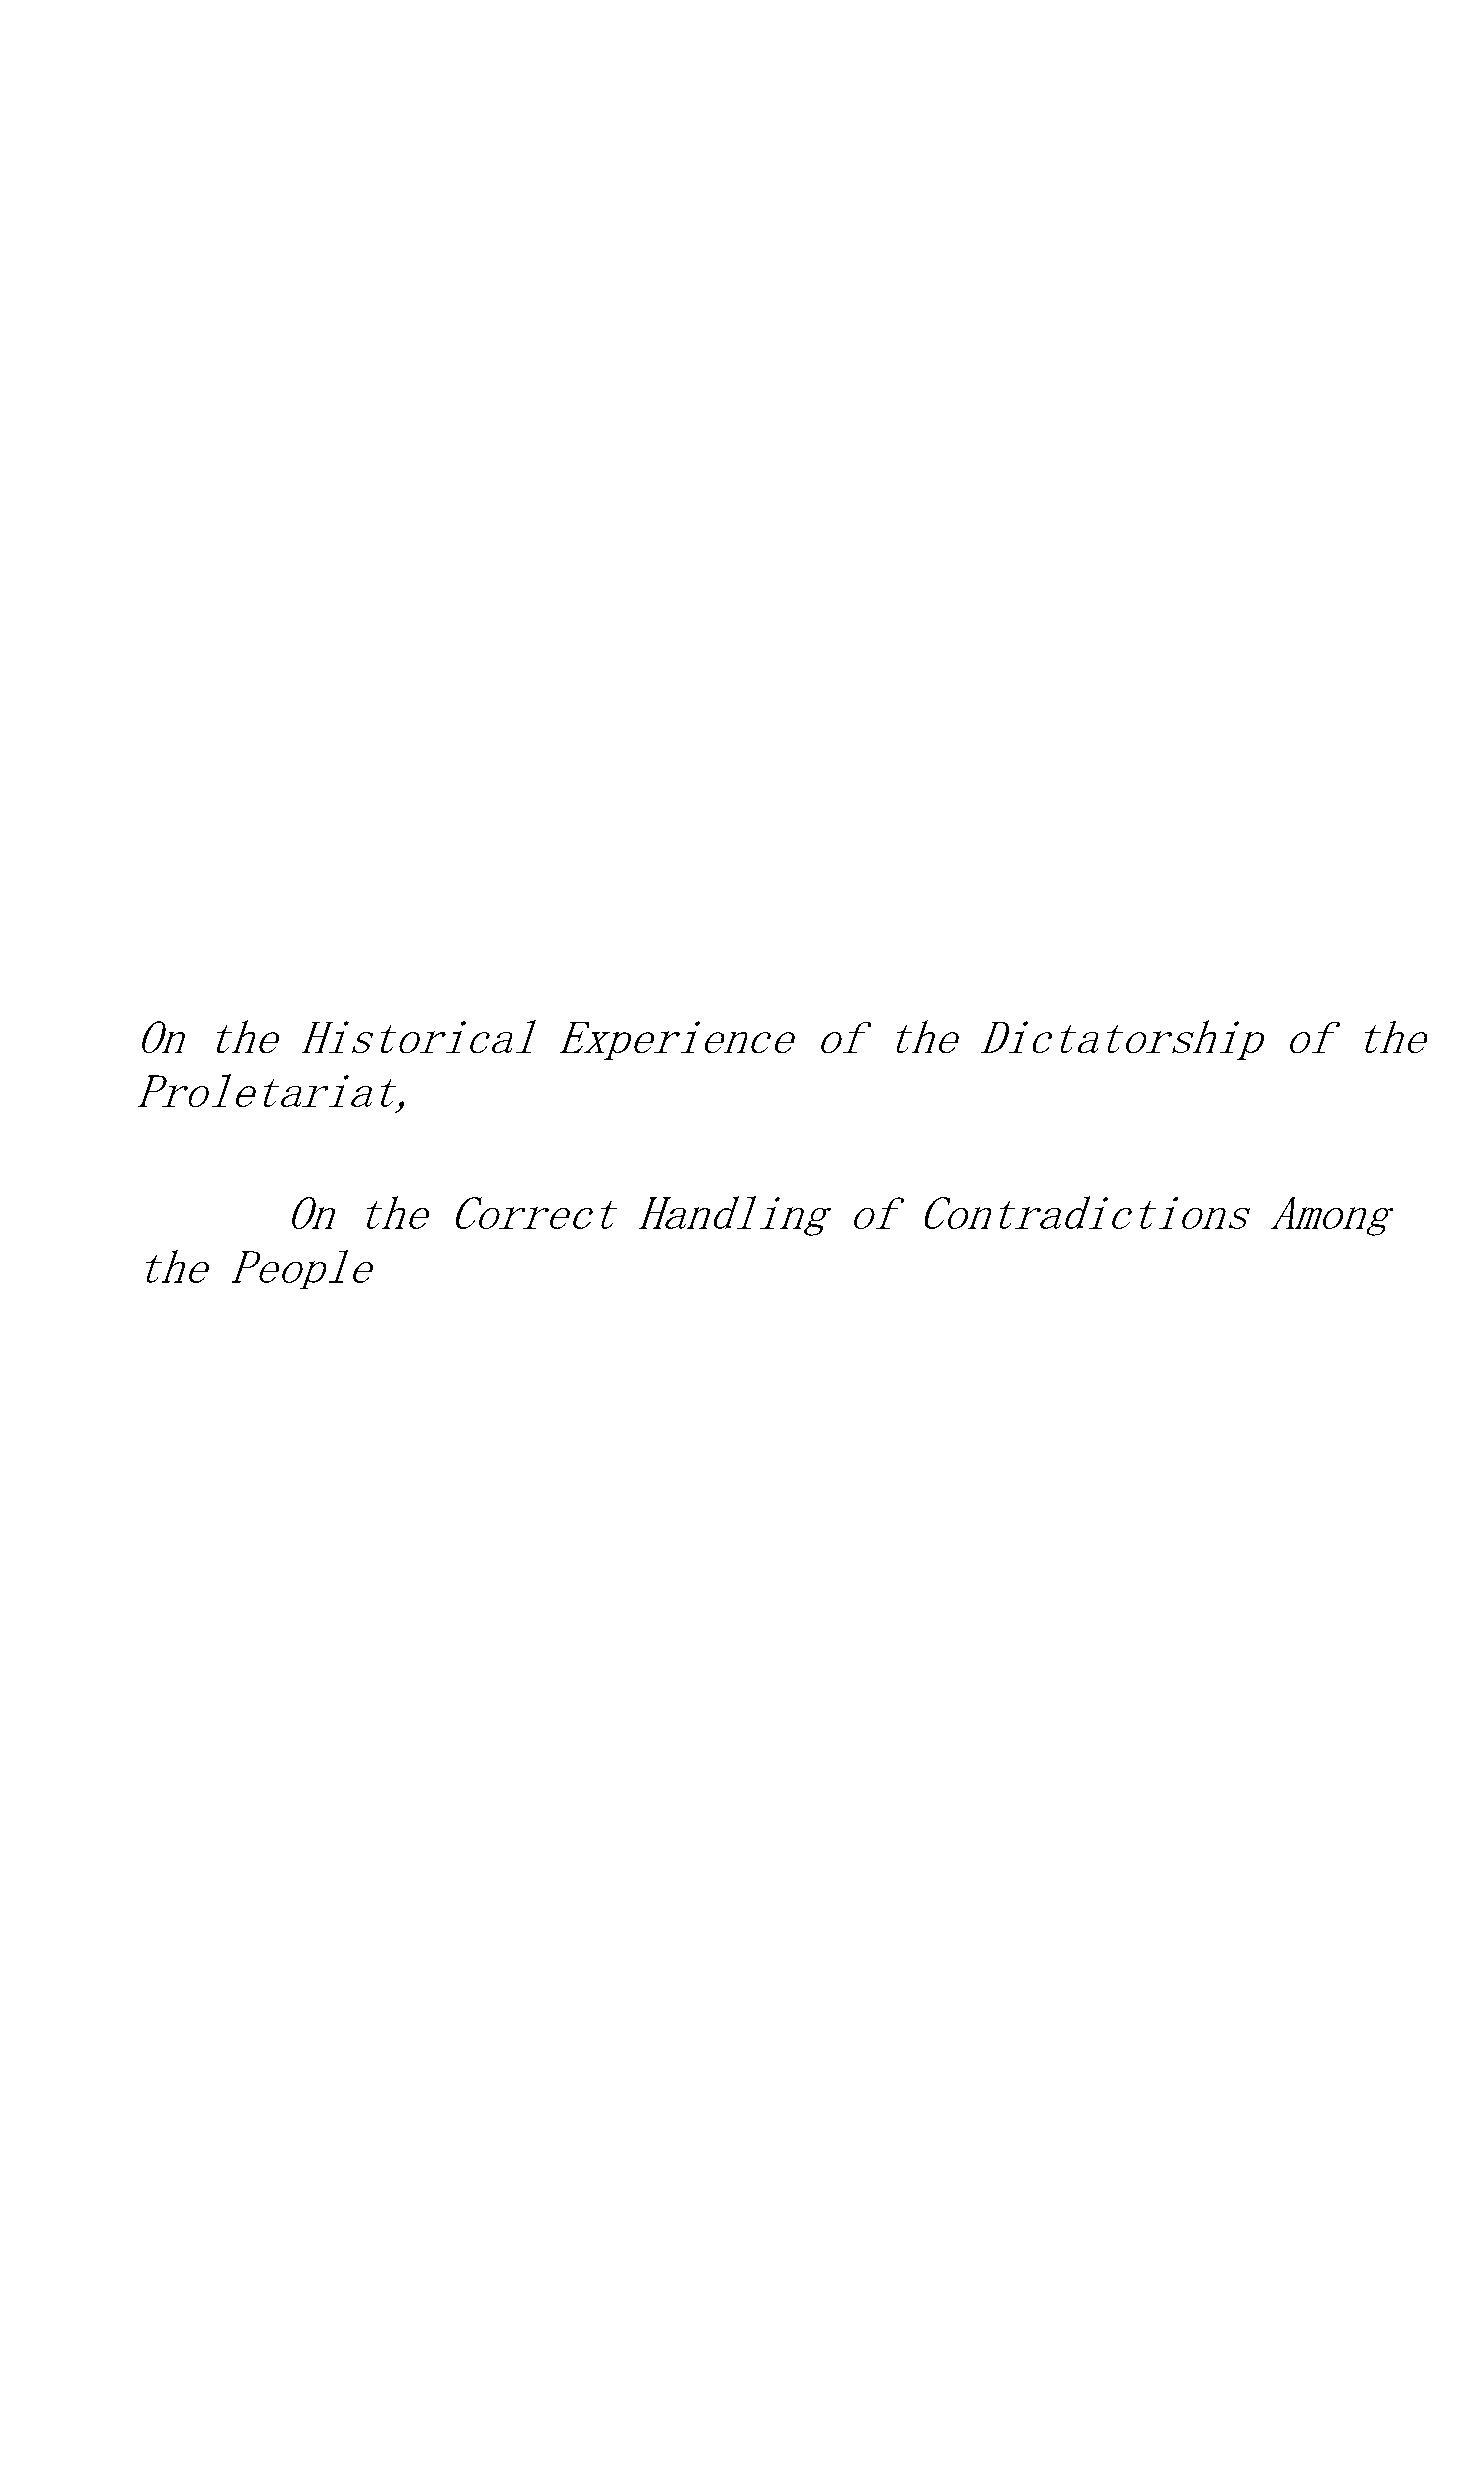 On the Historical Experience of the Dictatorship of the
Proletariat,
On the Correct Handling of Contradictions Among
the People